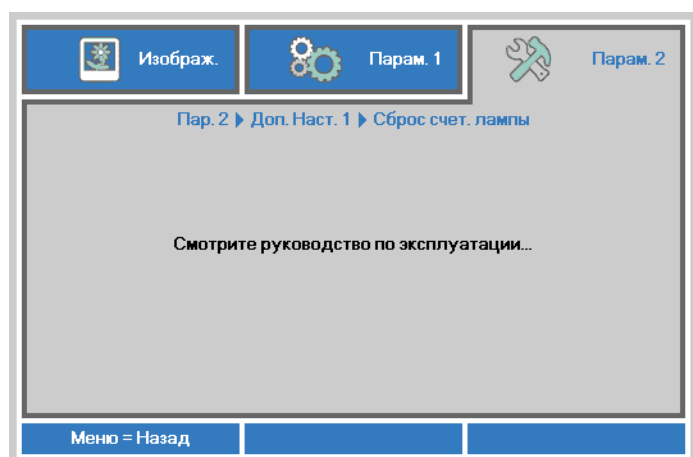 Изображ.
Парам. 1
Парам. 2
Пар. 2 Доп. Наст. 1 Сброс счет. лампы
Смотрите руководство по эксплуатации...
Меню = Назад